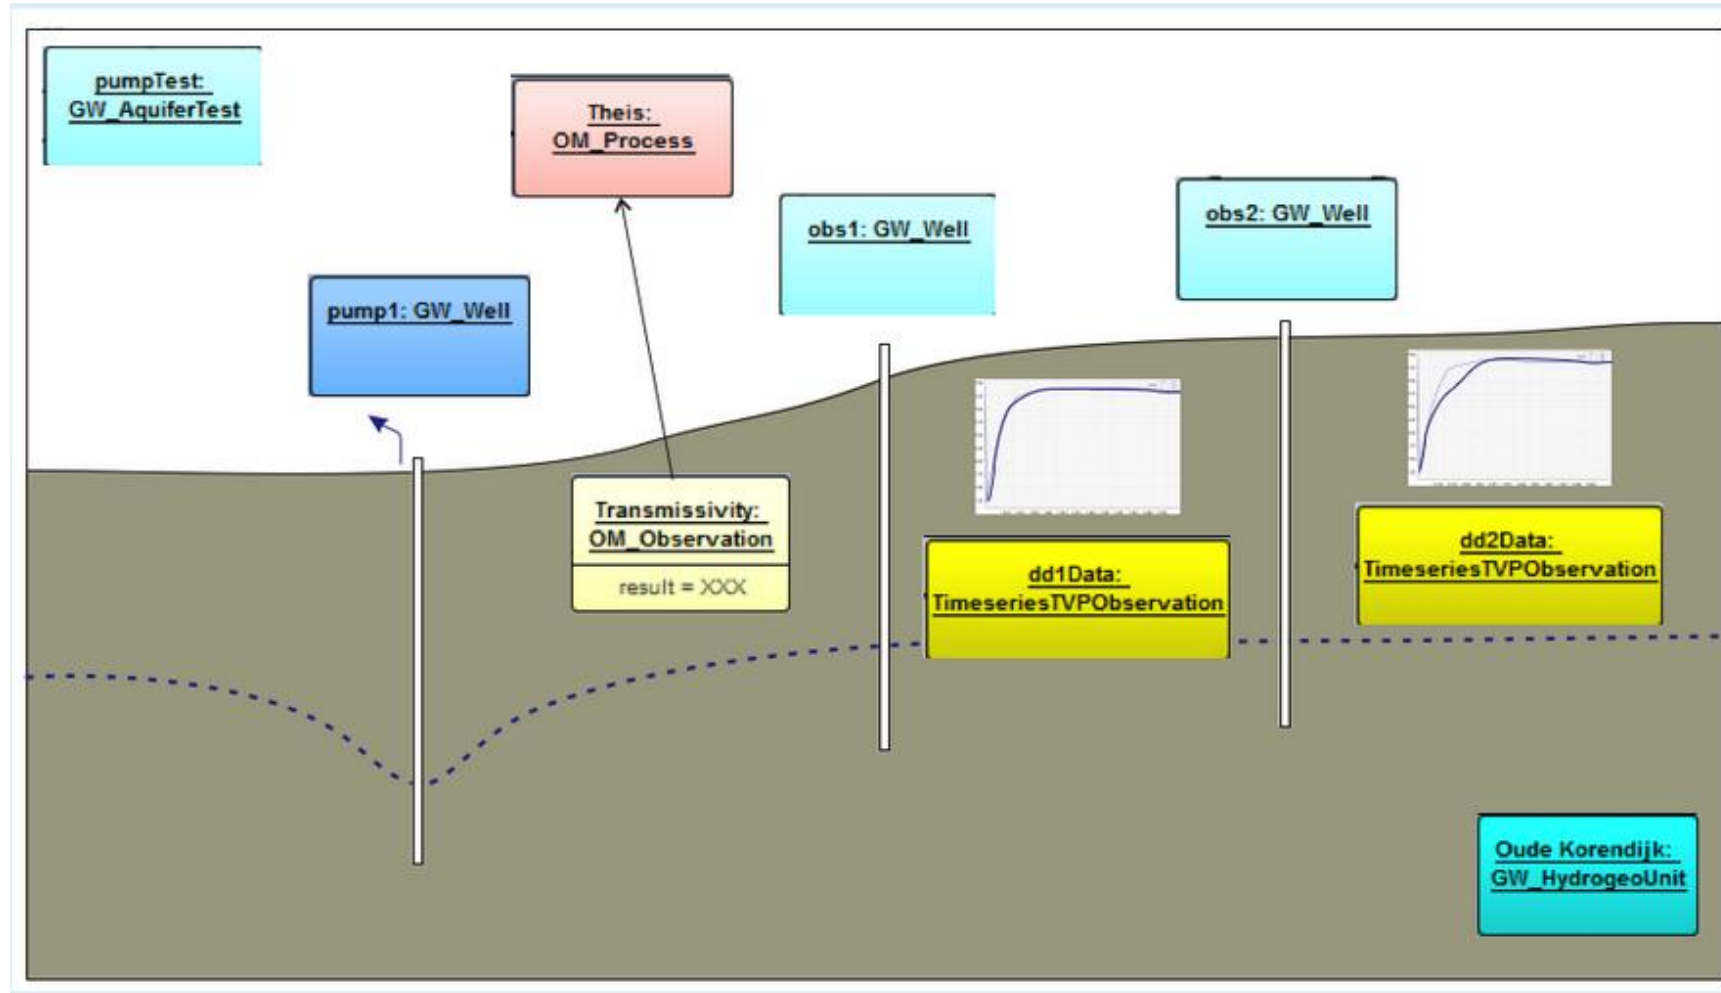 pumpTest:
GW_AquiferTest
Theis:
OM_Process
obs1: GW_Well
obs2: GW_Well
pump1: GW_Well
Transmissivity:
OM_Observation
result = XXX
dd1Data:
TimeseriesTVPObservation
dd2Data:
TimeseriesTVPObservation
Oude Korendijk:
GW_HydrogeoUnit